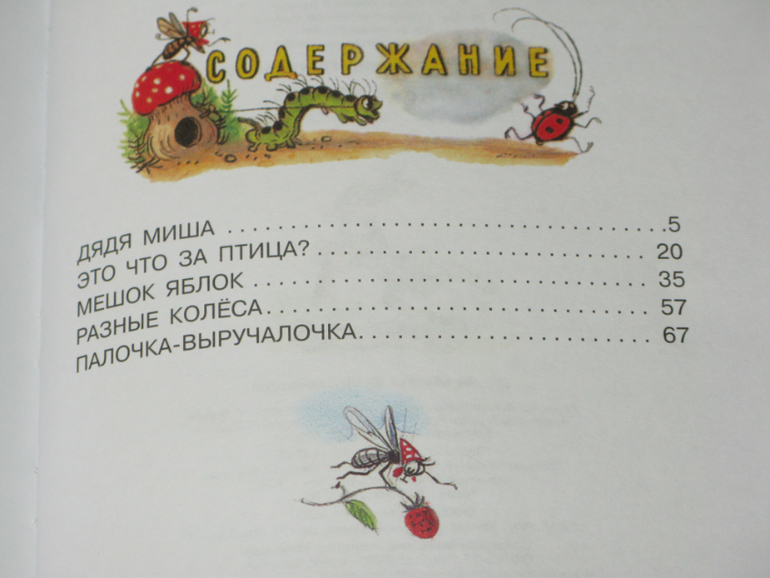 СОДЕРЖАНИЕ
ДЯДЯ МИША . . . . . . . . . . . . . . . . . . . . . . . . . . . . . . . . . . . .5
ЭТО ЧТО ЗА ПТИЦА? . . . . . . . . . . . . . . . . . . . . . . . . . . 20
МЕШОК ЯБЛОК . . . . . . . . . . . . . . . . . . . . . . . . . . . . . . . 35
РАЗНЫЕ КОЛЁСА. . . . . . . . . . . . . . . . . . . . . . . . . . . . . . 57
ПАЛОЧКА-ВЫРУЧАЛОЧКА. . . . . . . . . . . . . . . . . . . . . . . . . 67